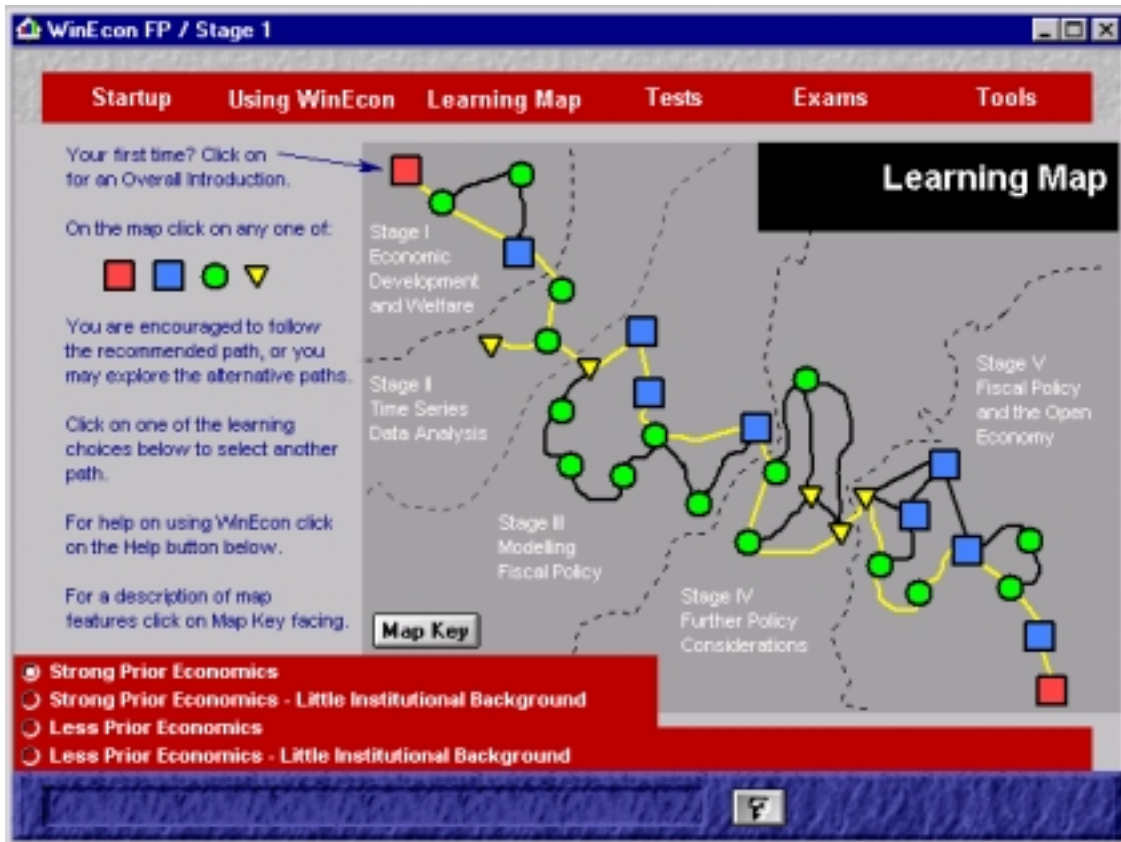 WinEcon FP / Stage 1
Startup Using WinEcon Learning Map Tests Exams Tools
Your first time? Click on
for an Overall Introduction.
On the map click on any one of:
You are encouraged to follow
the recommended path, or you
may explore the alternative paths.
Click on one of the learning
choices below to select another
path.
For help on using WinEcon click
on the Help button below.
For a description of map
features click on Map Key facing.
Learning Map
Stage I
Economic
Development
and Welfare
Stage II
Time Series
Data Analysis
Stage III
Modelling
Fiscal Policy
Stage IV
Further Policy
Considerations
Stage V
Fiscal Policy
and the Open
Economy
Map Key
Strong Prior Economics
Strong Prior Economics - Little Institutional Background
Less Prior Economics
Less Prior Economics - Little Institutional Background